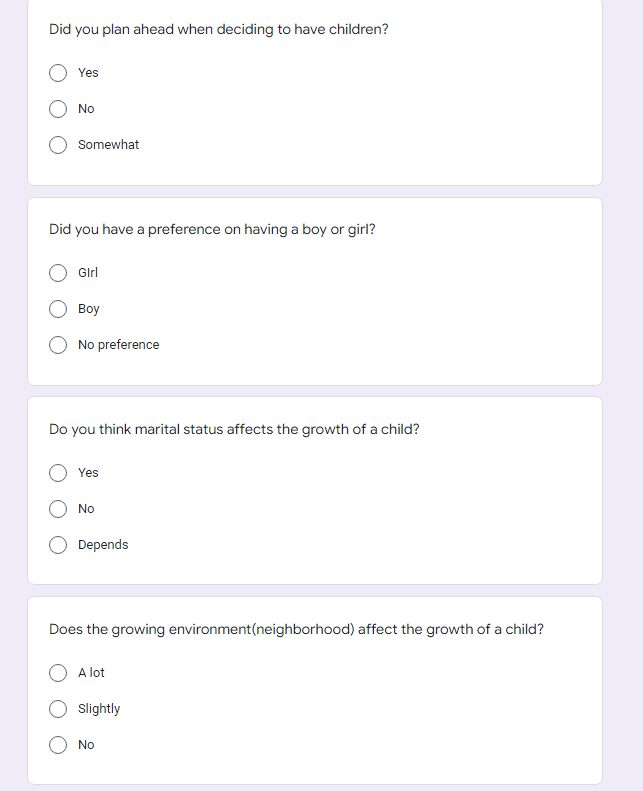 Did you plan ahead when deciding to have children?
Yes
No
Somewhat
Did you have a preference on having a boy or girl?
GIrl
Boy
No preference
Do you think marital status affects the growth of a child?
Yes
No
Depends
Does the growing environment(neighborhood) affect the growth of a child?
A lot
Slightly
No